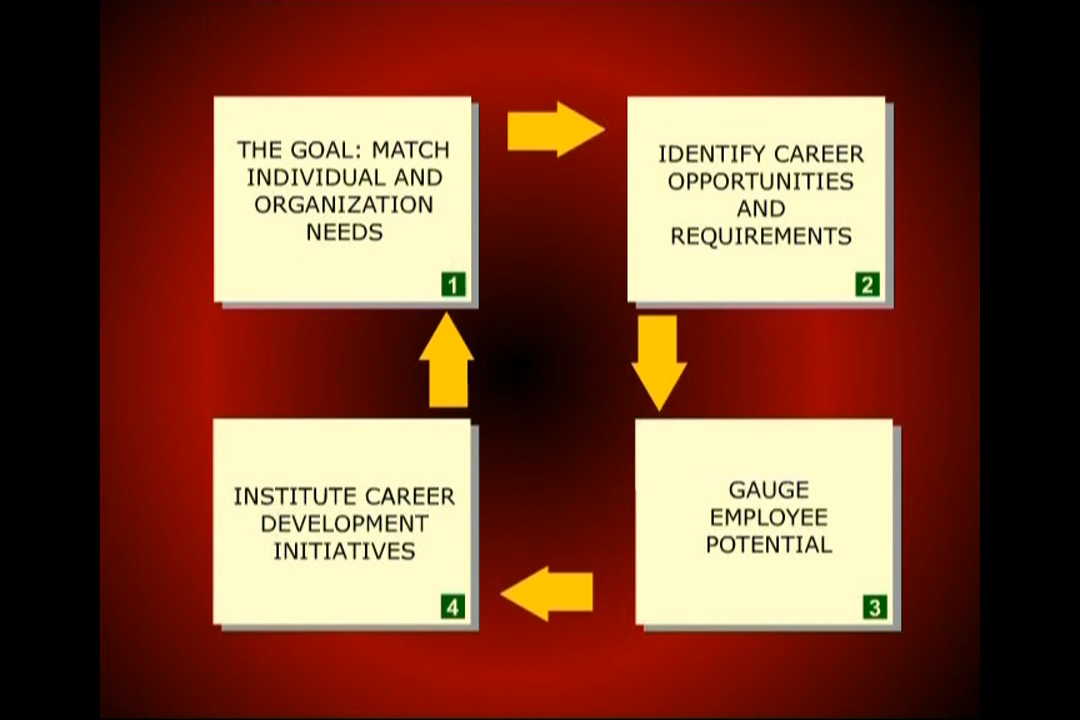 THE GOAL: MATCH
INDIVIDUAL AND
ORGANIZATION
NEEDS
1
IDENTIFY CAREER
OPPORTUNITIES
AND
REQUIREMENTS
2
GAUGE
EMPLOYEE
POTENTIAL
3
INSTITUTE CAREER
DEVELOPMENT
INITIATIVES
4